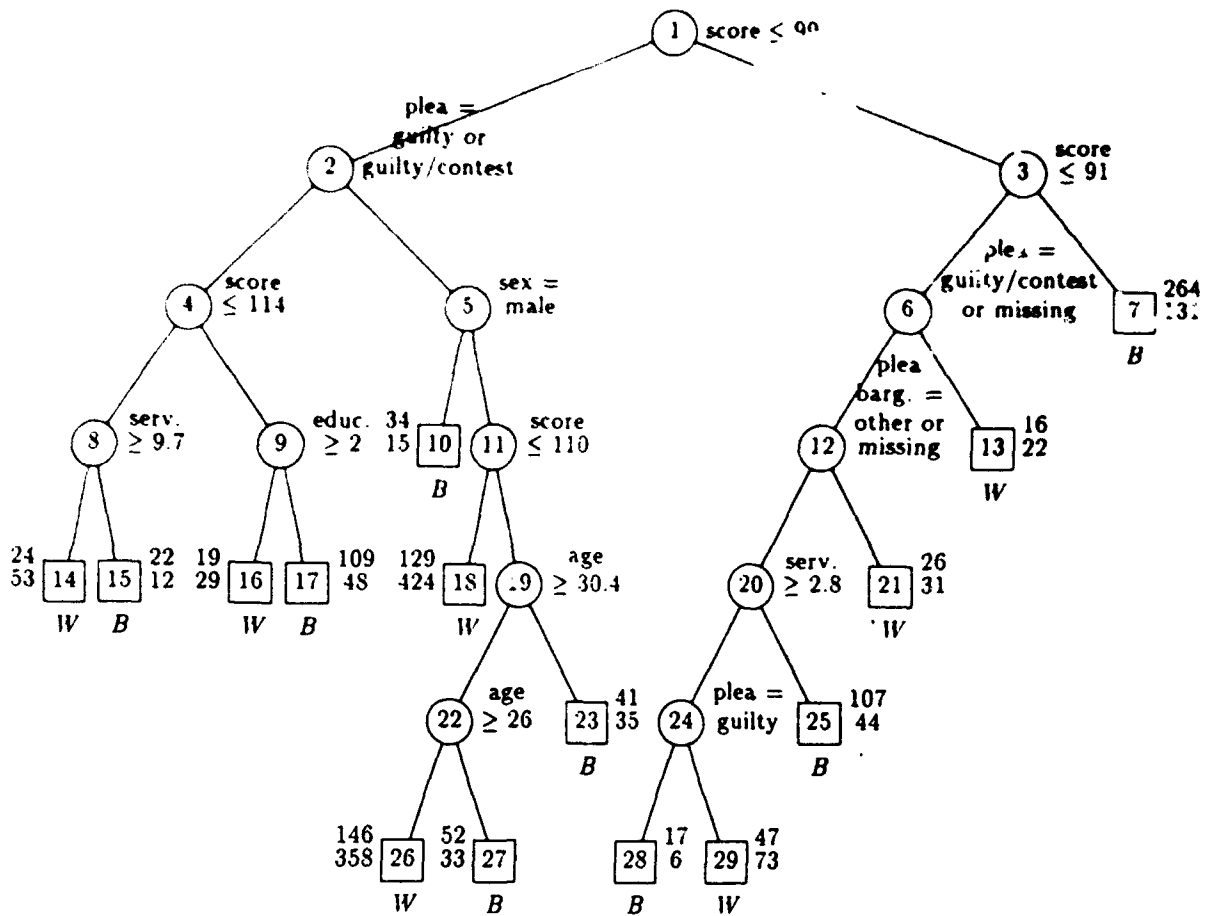 1 score ≤
plea =
guilty or
guilty/contest
2
3
score
≤ 91
4
score
≤ 114
5
sex =
male
6
plea =
guilty/contest
or missing
7
264
B
8
serv.
≥ 9.7
9
educ.
≥ 2
34
15
10
B
11
score
≤ 110
12
plea
barg. =
other or
missing
13
16
22
W
24
53
14
W
15
22
12
B
19
29
16
W
17
109
48
B
129
424
18
W
19
age
≥ 30.4
20
serv.
≥ 2.8
21
26
31
W
22
age
≥ 26
23
41
35
B
24
plea =
guilty
25
107
44
B
146
358
26
W
52
33
27
B
28
17
6
B
29
47
73
W